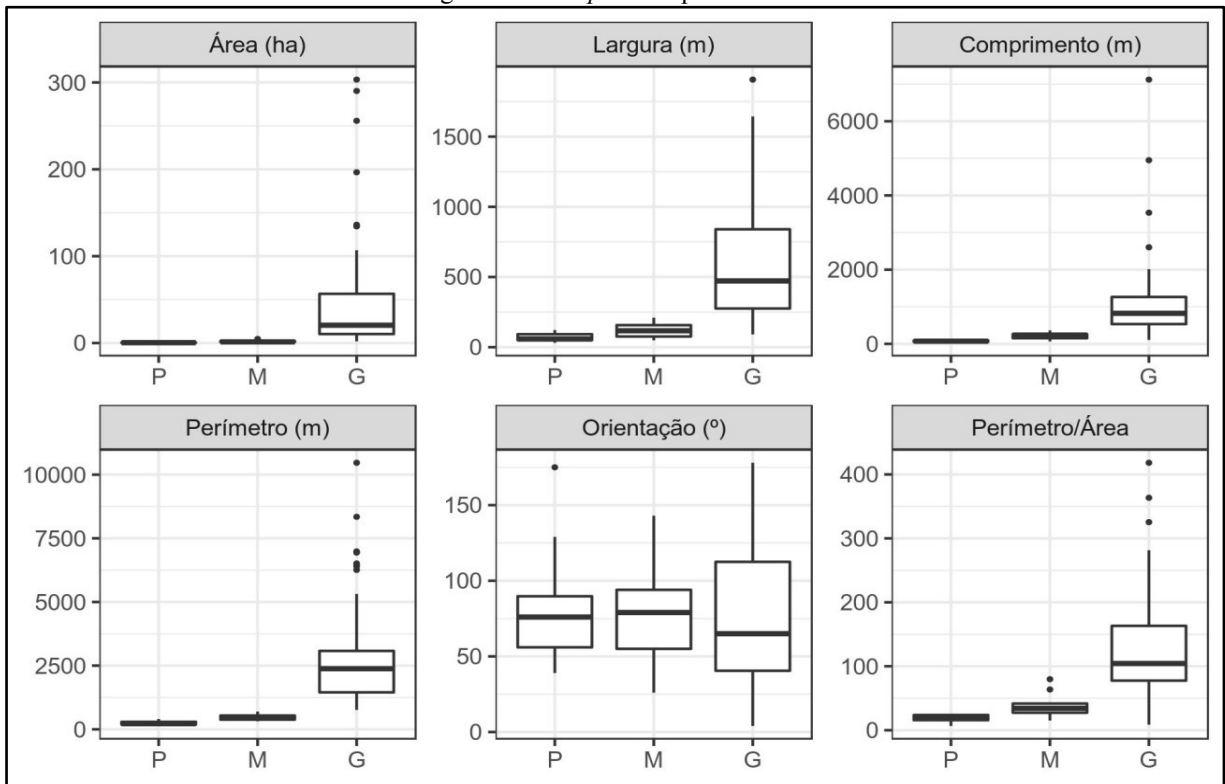 Área (ha)
300
200
100
0
P M G
Largura (m)
1500
1000
500
0
P M G
Comprimento (m)
6000
4000
2000
0
P M G
Perímetro (m)
10000
7500
5000
2500
0
P M G
Orientação (º)
150
100
50
0
P M G
Perímetro/Área
400
300
200
100
0
P M G